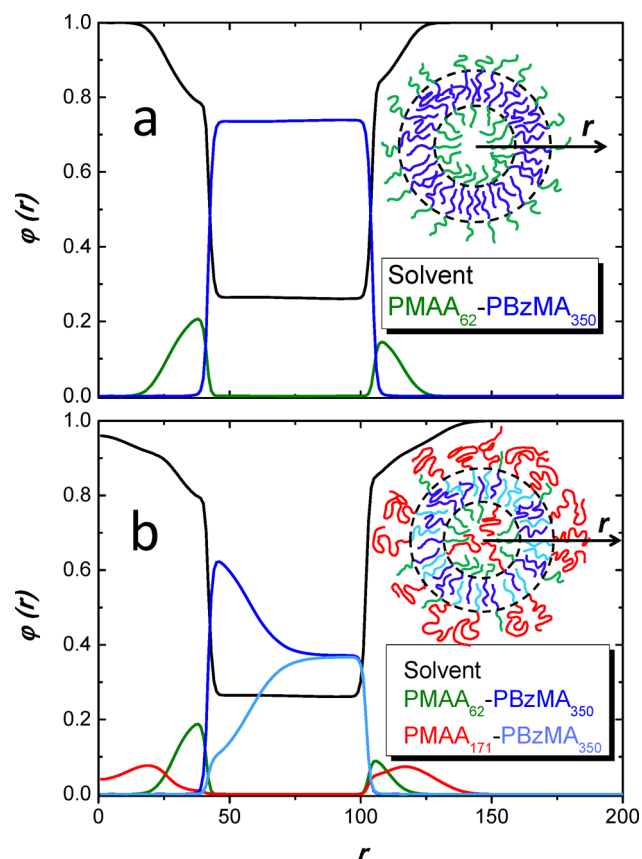 1.0
0.8
0.6
0.4
0.2
0.0
φ (r)
a
r
Solvent
PMAA₆₂-PBzMA₃₅₀
1.0
0.8
0.6
0.4
0.2
0.0
φ (r)
b
r
Solvent
PMAA₆₂-PBzMA₃₅₀
PMAA₁₇₁-PBzMA₃₅₀
0 50 100 150 200
r